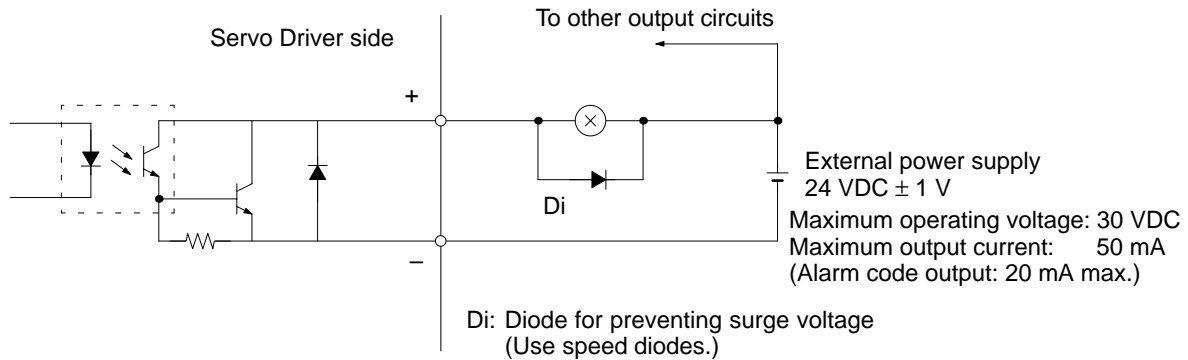 To other output circuits
Servo Driver side
+
Di
External power supply
24 VDC ± 1 V
Maximum operating voltage: 30 VDC
Maximum output current: 50 mA
(Alarm code output: 20 mA max.)
–
Di: Diode for preventing surge voltage
(Use speed diodes.)